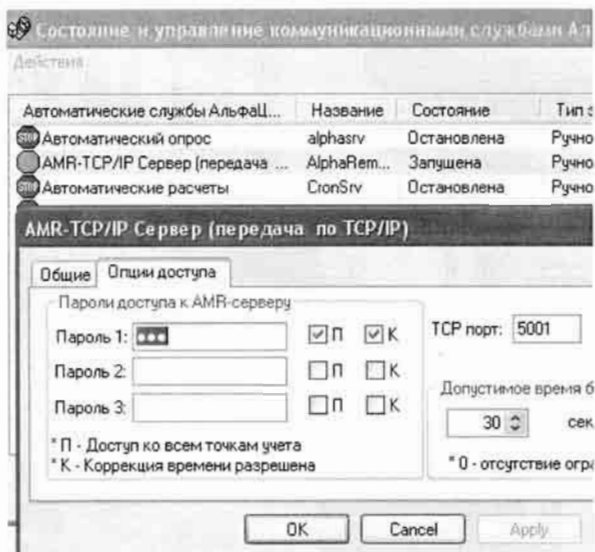 Состояние и управление коммуникационными службами Ал
Действия
Автоматические службы АльфаЦ... Название Состояние Тип з
STOP Автоматический опрос alphasrv Остановлена Ручно
AMR-TCP/IP Сервер (передача ... AlphaRem... Запущена Ручно
STOP Автоматические расчеты CronSrv Остановлена Ручно
AMR-TCP/IP Сервер (передача по TCP/IP)
Общие Опции доступа
Пароли доступа к AMR-серверу
Пароль 1: *** П К TCP порт: 5001
Пароль 2: П К
Допустимое время б
Пароль 3: П К
30 сек
* П - Доступ ко всем точкам учета
* К - Коррекция времени разрешена
* 0 - отсутствие огра
OK Cancel Apply